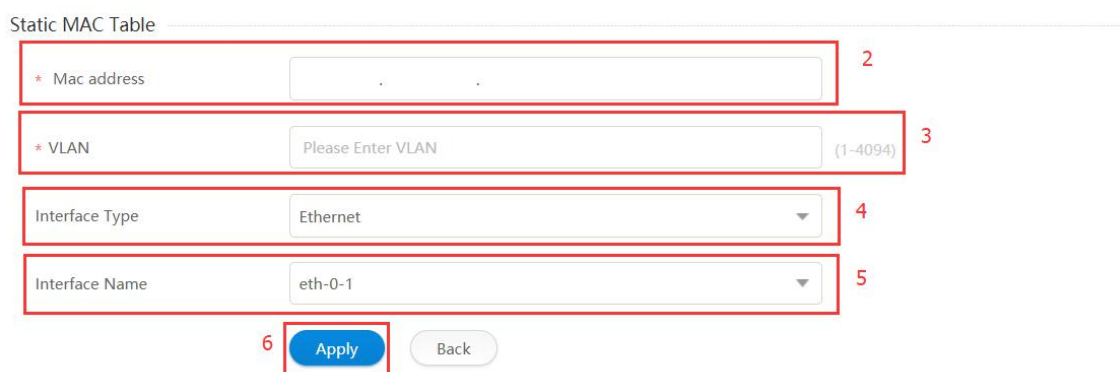 Static MAC Table
* Mac address . . 2
* VLAN Please Enter VLAN (1-4094) 3
Interface Type Ethernet 4
Interface Name eth-0-1 5
6 Apply Back